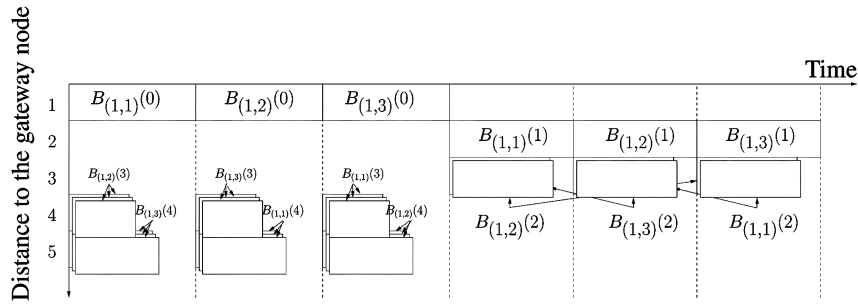 Distance to the gateway node
Time
1 B(1,1)(0) B(1,2)(0) B(1,3)(0)
2 B(1,1)(1) B(1,2)(1) B(1,3)(1)
3 B(1,2)(3) B(1,3)(3) B(1,1)(3)
4 B(1,3)(4) B(1,1)(4) B(1,2)(4)
B(1,2)(2) B(1,3)(2) B(1,1)(2)
5